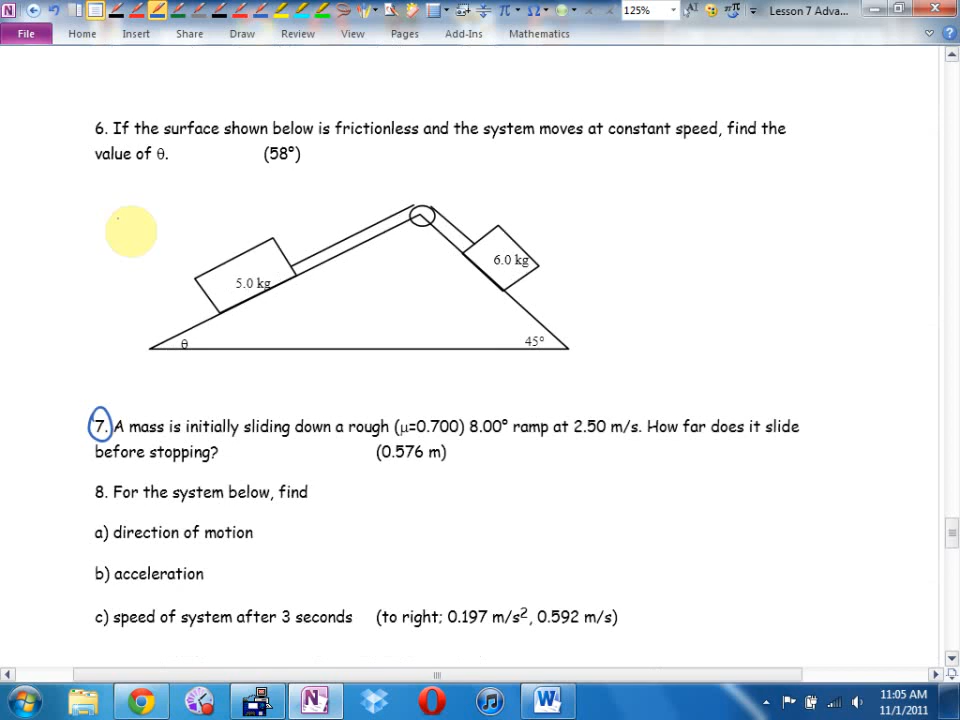 125% Lesson 7 Adva...
File Home Insert Share Draw Review View Pages Add-Ins Mathematics
6. If the surface shown below is frictionless and the system moves at constant speed, find the
value of θ. (58°)
5.0 kg
6.0 kg
θ
45°
7. A mass is initially sliding down a rough (μ=0.700) 8.00° ramp at 2.50 m/s. How far does it slide
before stopping? (0.576 m)
8. For the system below, find
a) direction of motion
b) acceleration
c) speed of system after 3 seconds (to right; 0.197 m/s², 0.592 m/s)
11:05 AM
11/1/2011